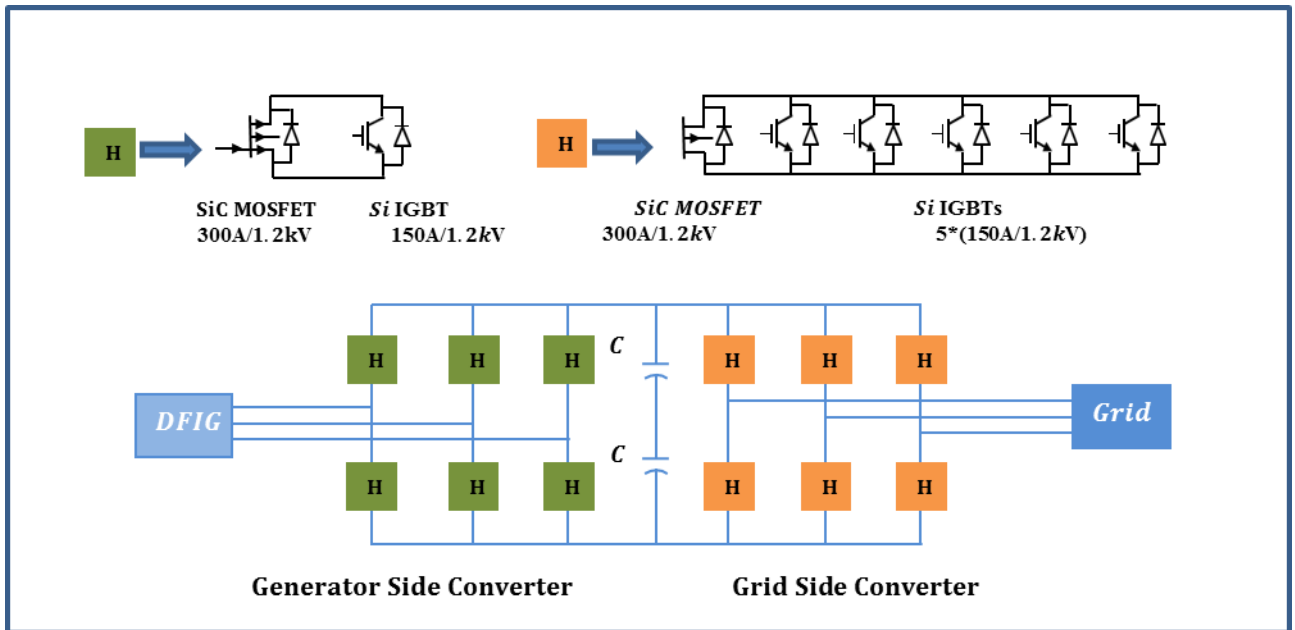 H
H
SiC MOSFET
300A/1.2kV
Si IGBT
150A/1.2kV
SiC MOSFET
300A/1.2kV
Si IGBTs
5*(150A/1.2kV)
C
H
H
H
H
H
H
DFIG
Grid
C
H
H
H
H
H
H
Generator Side Converter
Grid Side Converter